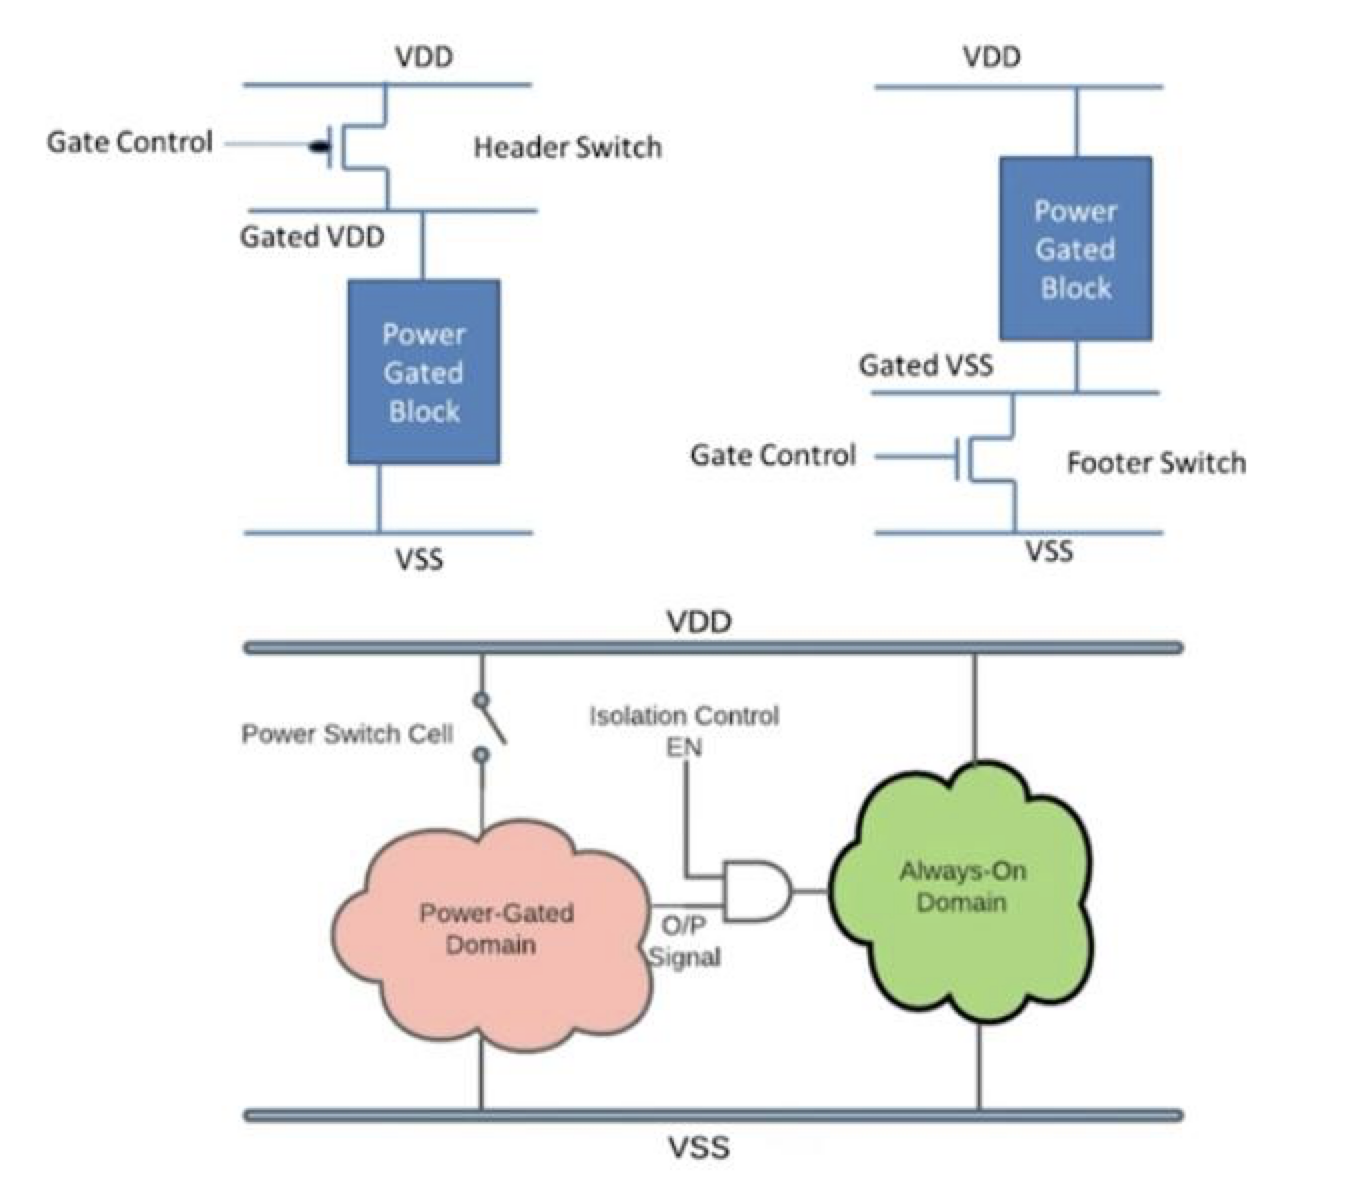 VDD
Gate Control
Header Switch
Gated VDD
Power
Gated
Block
VSS
VDD
Power
Gated
Block
Gated VSS
Gate Control
Footer Switch
VSS
VDD
Power Switch Cell
Isolation Control
EN
Power-Gated
Domain
O/P
Signal
Always-On
Domain
VSS